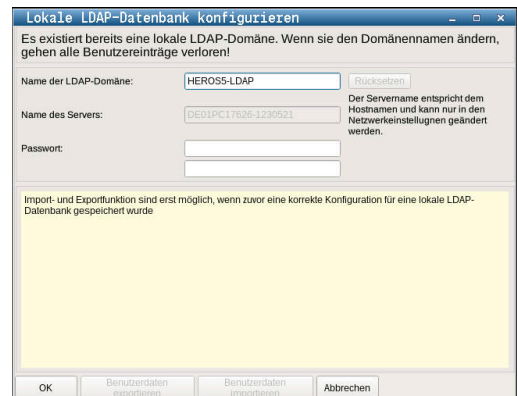 Lokale LDAP-Datenbank konfigurieren
Es existiert bereits eine lokale LDAP-Domäne. Wenn sie den Domänennamen ändern,
gehen alle Benutzereinträge verloren!
Name der LDAP-Domäne:
HEROS5-LDAP
Rücksetzen
Name des Servers:
DE01PC17626-1230521
Der Servername entspricht dem
Hostnamen und kann nur in den
Netzwerkeinstellugnen geändert
werden.
Passwort:
Import- und Exportfunktion sind erst möglich, wenn zuvor eine korrekte Konfiguration für eine lokale LDAP-
Datenbank gespeichert wurde
OK
Benutzerdaten
exportieren
Benutzerdaten
importieren
Abbrechen